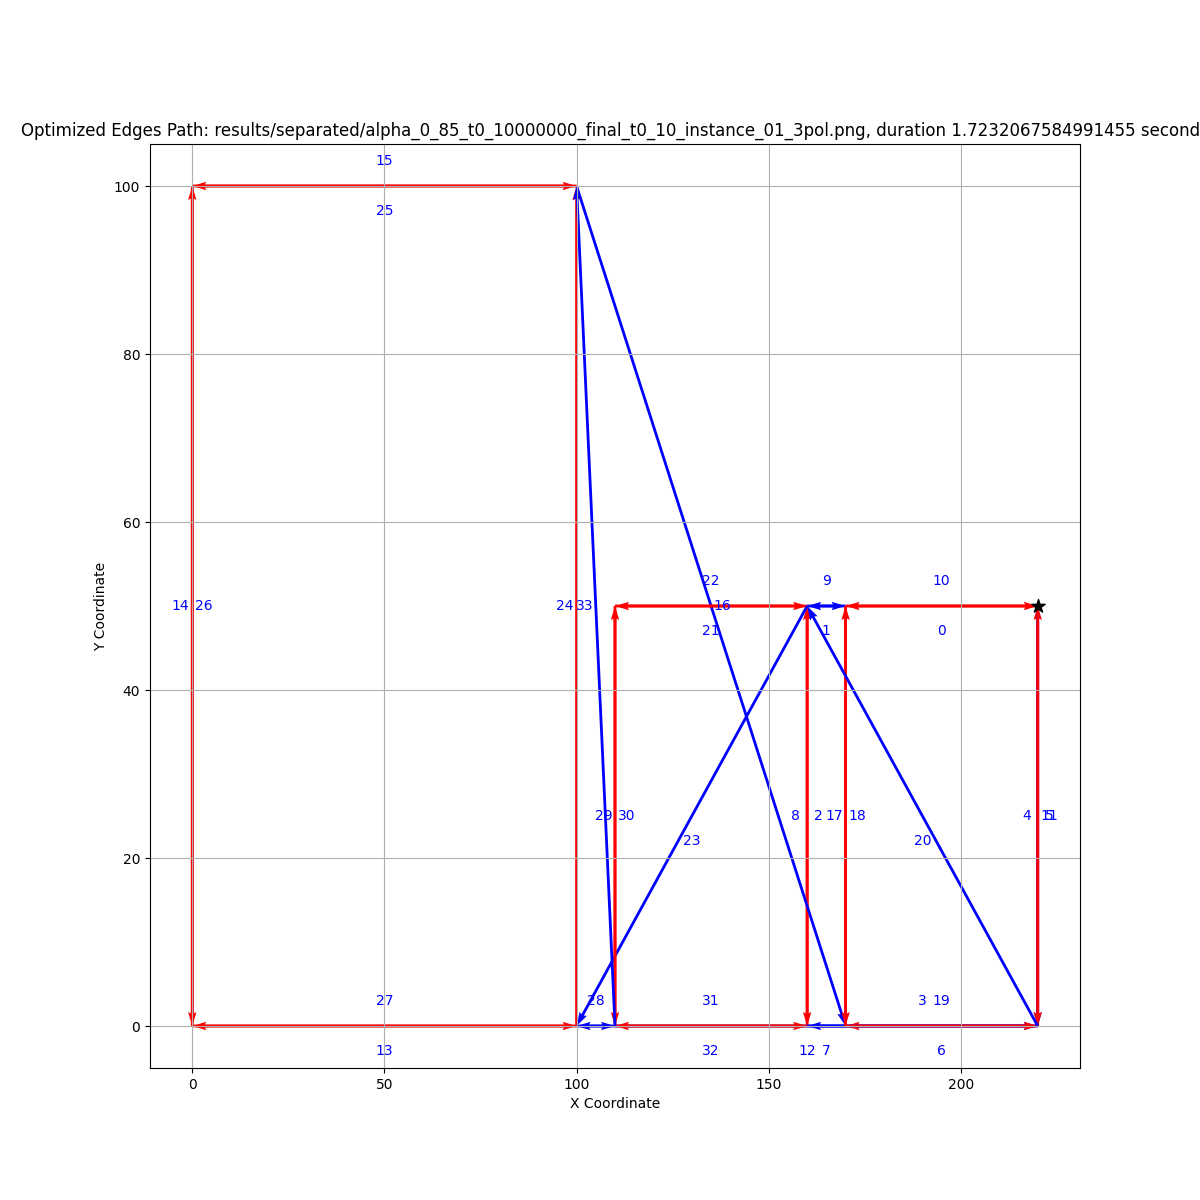 Optimized Edges Path: results/separated/alpha_0_85_t0_10000000_final_t0_10_instance_01_3pol.png, duration 1.7232067584991455 second
15
100
25
80
60
22 9 10
14 26 24 33 16
21 1 0
Y Coordinate
40
29 30 8 2 17 18 4 11
23 20
20
27 28 31 3 19
0
13 32 12 7 6
0 50 100 150 200
X Coordinate